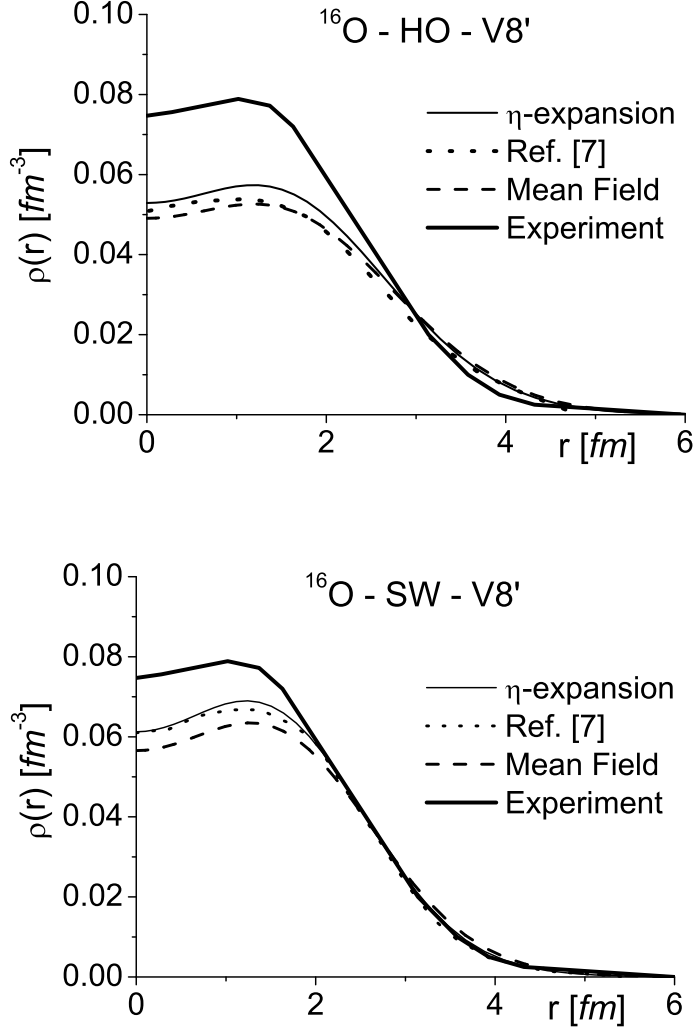 ¹⁶O - HO - V8'
η-expansion
Ref. [7]
Mean Field
Experiment
ρ(r) [fm⁻³]
0.10
0.08
0.06
0.04
0.02
0.00
0 2 4 6
r [fm]
¹⁶O - SW - V8'
η-expansion
Ref. [7]
Mean Field
Experiment
ρ(r) [fm⁻³]
0.10
0.08
0.06
0.04
0.02
0.00
0 2 4 6
r [fm]